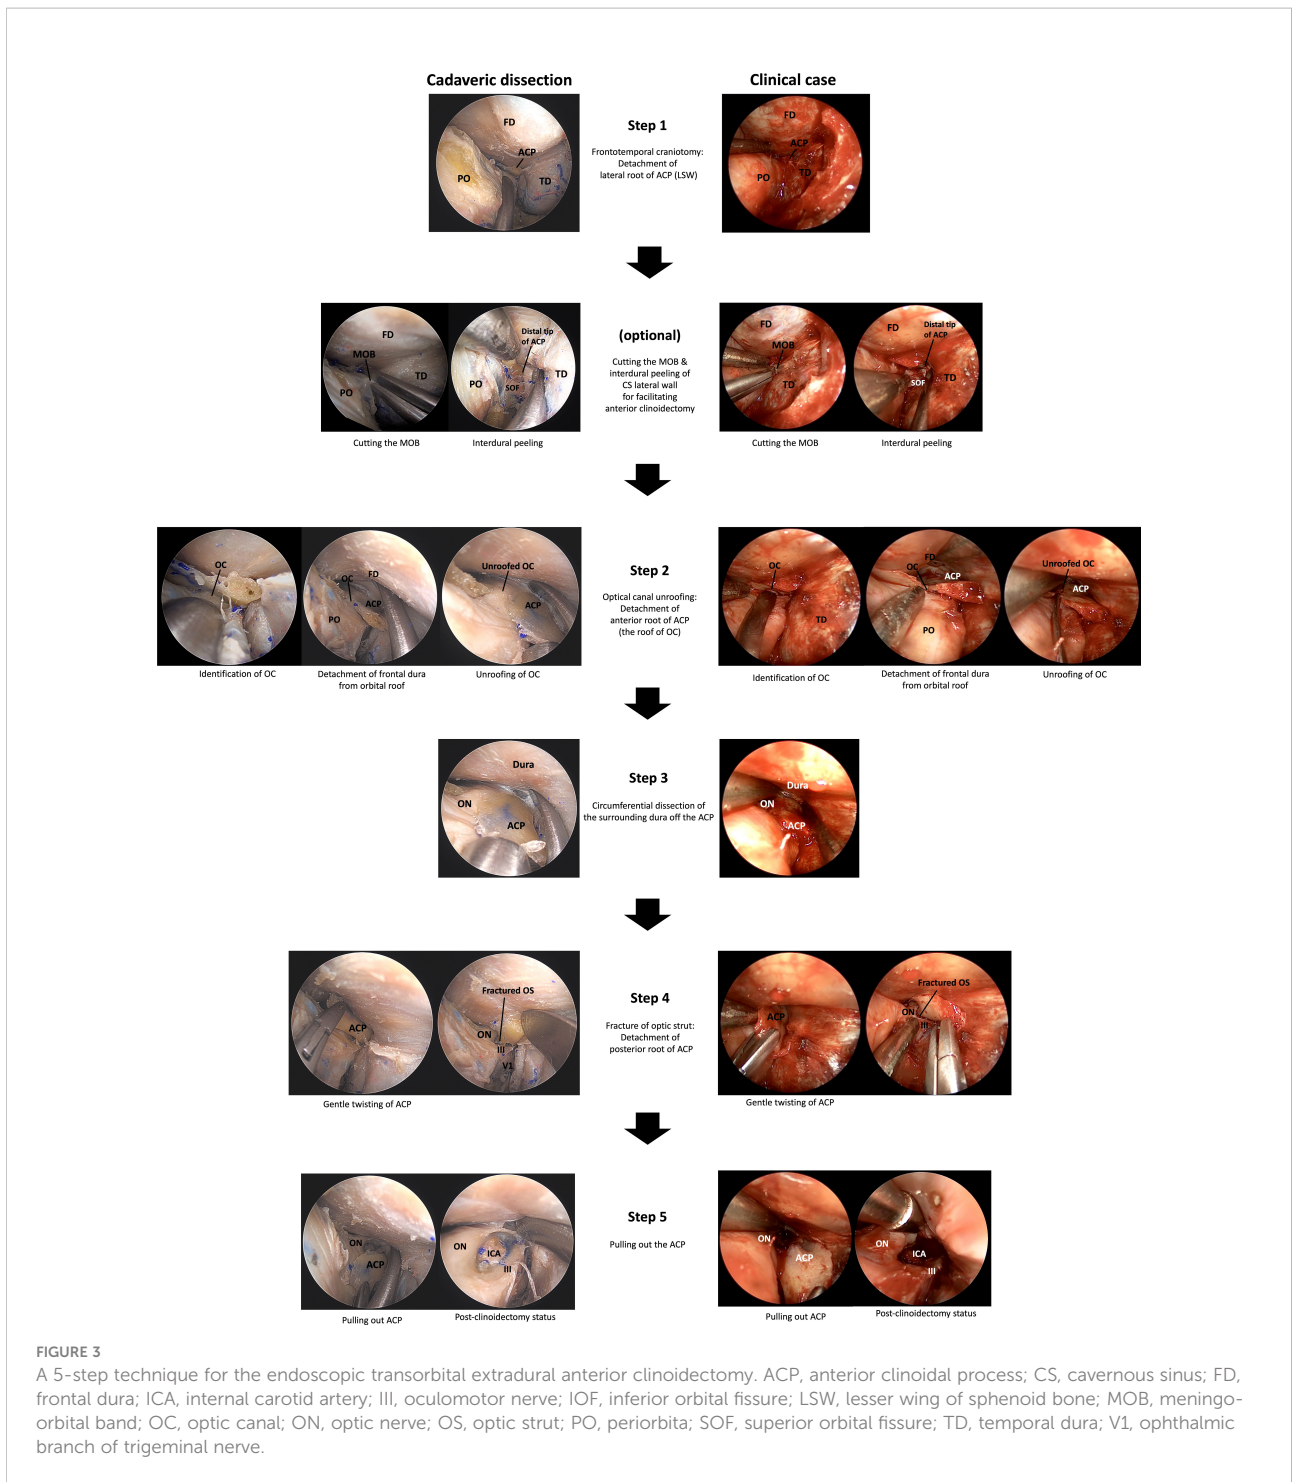 Cadaveric dissection
Clinical case
FD
ACP
PO
TD
Step 1
Frontotemporal craniotomy:
Detachment of
lateral root of ACP (LSW)
FD
ACP
PO
TD
FD
MOB
TD
PO
Distal tip
of ACP
PO
SOF
TD
Cutting the MOB
Interdural peeling
(optional)
Cutting the MOB &
interdural peeling of
CS lateral wall
for facilitating
anterior clinoidectomy
FD
MOB
TD
FD
Distal tip
of ACP
SOF
TD
Cutting the MOB
Interdural peeling
OC
OC
FD
ACP
PO
Unroofed OC
ACP
Identification of OC
Detachment of frontal dura
from orbital roof
Unroofing of OC
Step 2
Optical canal unroofing:
Detachment of
anterior root of ACP
(the roof of OC)
OC
TD
FD
OC
ACP
PO
Unroofed OC
ACP
Identification of OC
Detachment of frontal dura
from orbital roof
Unroofing of OC
Dura
ON
ACP
Step 3
Circumferential dissection of
the surrounding dura off the ACP
Dura
ON
ACP
ACP
Fractured OS
ON
III
V1
Gentle twisting of ACP
Step 4
Fracture of optic strut:
Detachment of
posterior root of ACP
ACP
Fractured OS
ON
III
Gentle twisting of ACP
ON
ACP
ON
ICA
III
Pulling out ACP
Post-clinoidectomy status
Step 5
Pulling out the ACP
ON
ACP
ON
ICA
III
Pulling out ACP
Post-clinoidectomy status
FIGURE 3
A 5-step technique for the endoscopic transorbital extradural anterior clinoidectomy. ACP, anterior clinoidal process; CS, cavernous sinus; FD,
frontal dura; ICA, internal carotid artery; III, oculomotor nerve; IOF, inferior orbital fissure; LSW, lesser wing of sphenoid bone; MOB, meningo-
orbital band; OC, optic canal; ON, optic nerve; OS, optic strut; PO, periorbita; SOF, superior orbital fissure; TD, temporal dura; V1, ophthalmic
branch of trigeminal nerve.